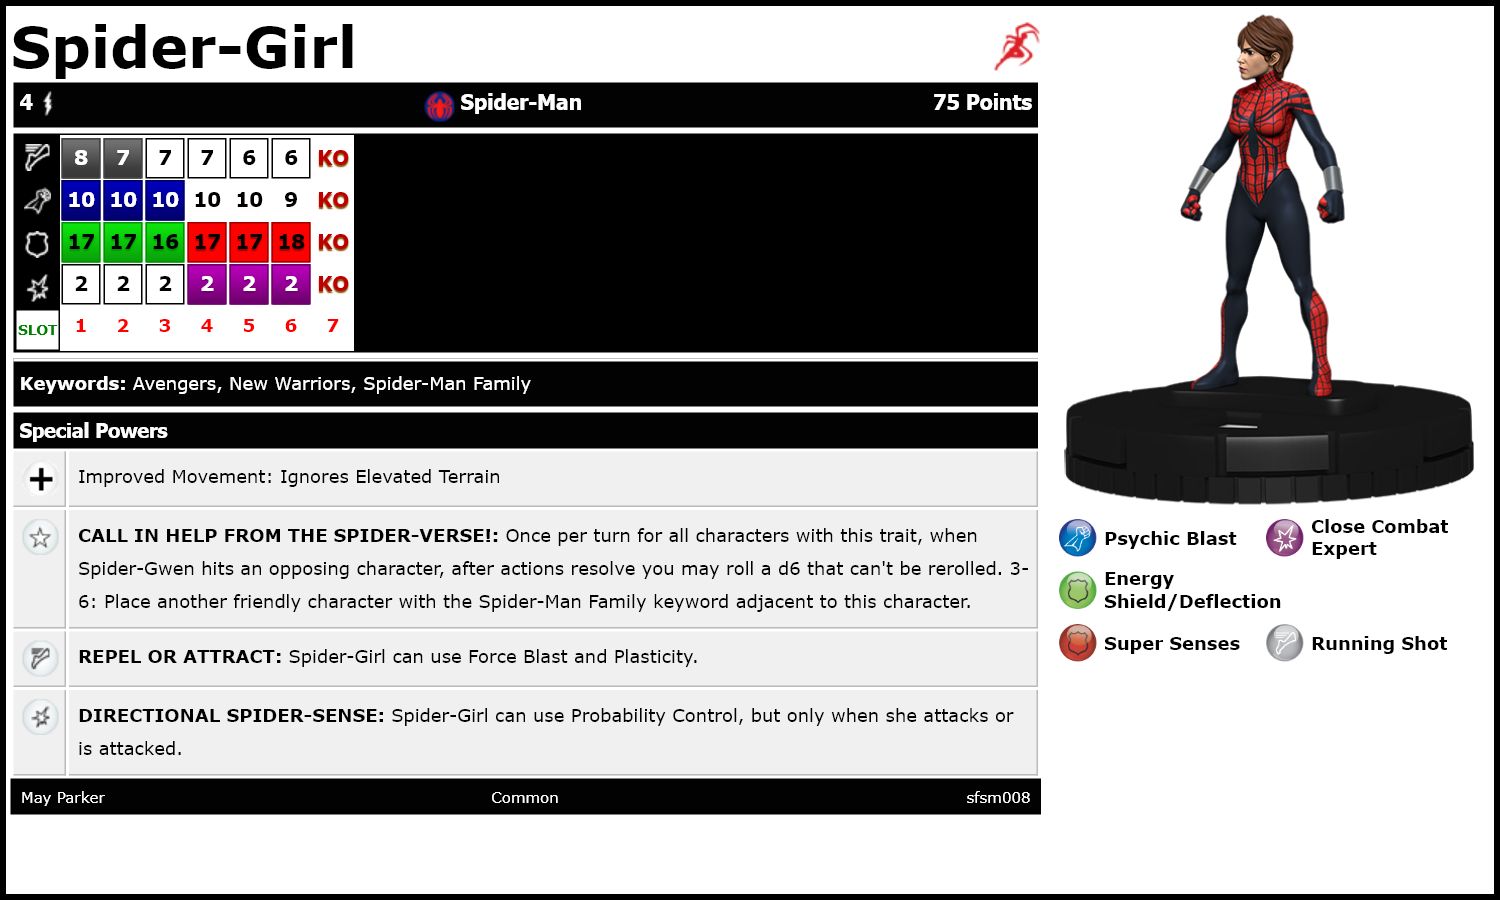 Spider-Girl
4 Spider-Man 75 Points
8 7 7 7 6 6 KO
10 10 10 10 10 9 KO
17 17 16 17 17 18 KO
2 2 2 2 2 2 KO
SLOT 1 2 3 4 5 6 7
Keywords: Avengers, New Warriors, Spider-Man Family
Special Powers
Improved Movement: Ignores Elevated Terrain
CALL IN HELP FROM THE SPIDER-VERSE!: Once per turn for all characters with this trait, when
Spider-Gwen hits an opposing character, after actions resolve you may roll a d6 that can't be rerolled. 3-
6: Place another friendly character with the Spider-Man Family keyword adjacent to this character.
REPEL OR ATTRACT: Spider-Girl can use Force Blast and Plasticity.
DIRECTIONAL SPIDER-SENSE: Spider-Girl can use Probability Control, but only when she attacks or
is attacked.
May Parker Common sfsm008
Psychic Blast
Close Combat
Expert
Energy
Shield/Deflection
Super Senses
Running Shot